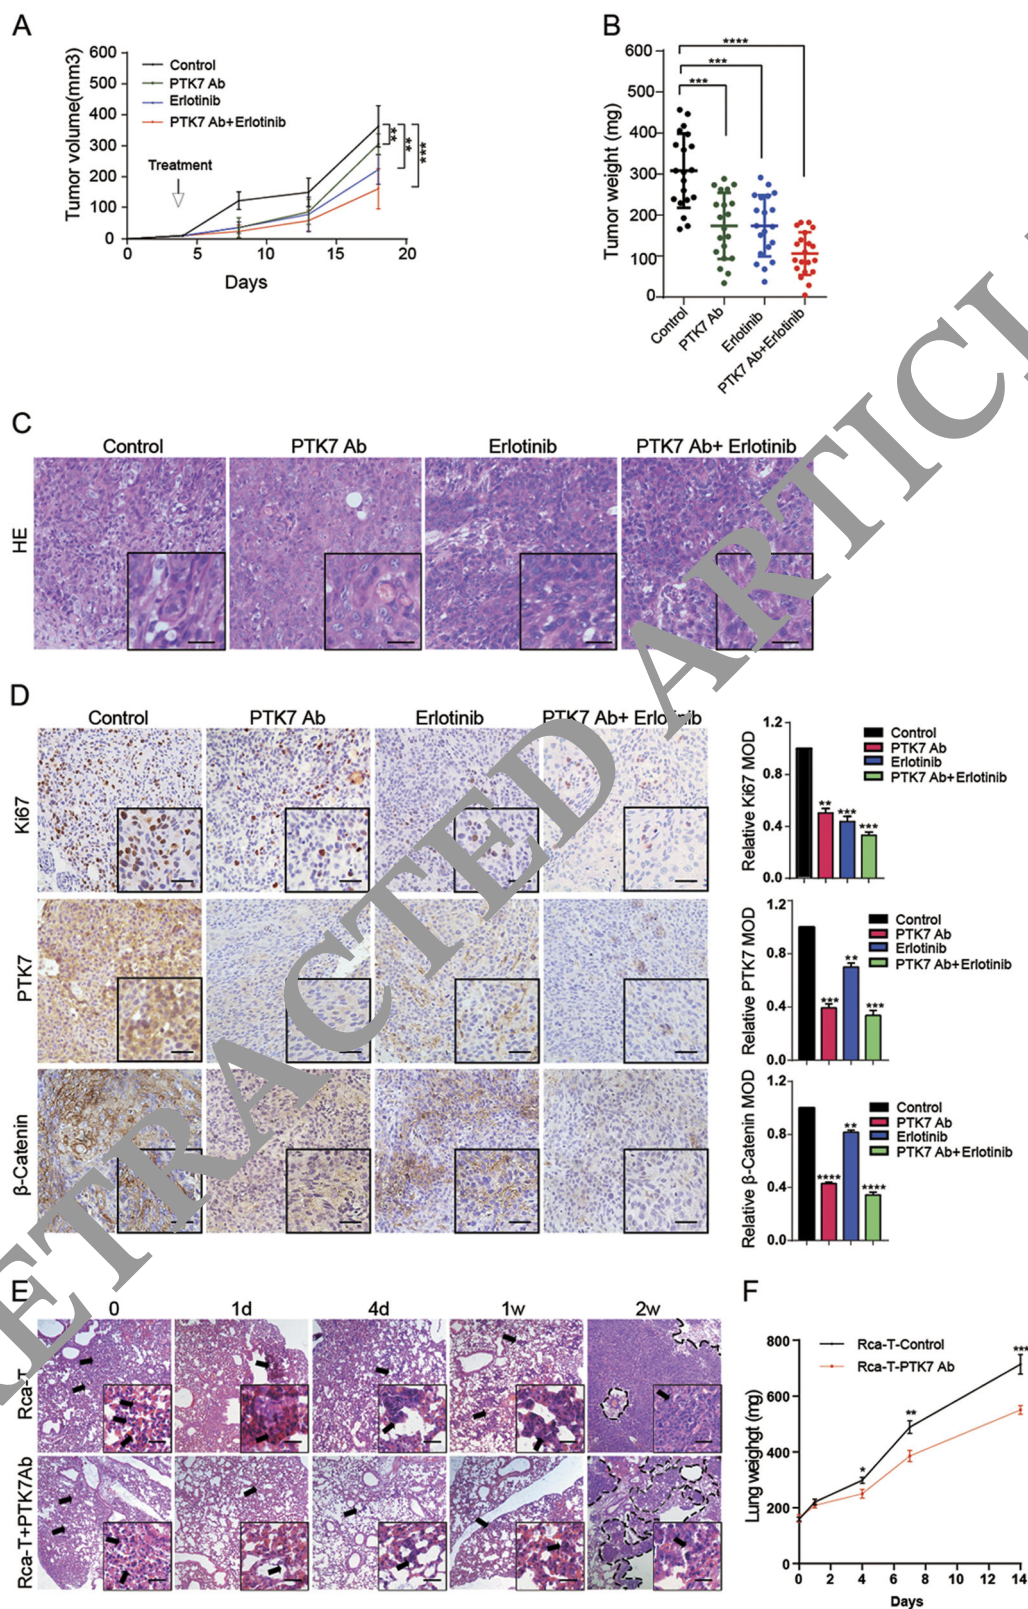 A
Tumor volume(mm3)
600
500
400
300
200
100
0
0 5 10 15 20
Days
Treatment
Control
PTK7 Ab
Erlotinib
PTK7 Ab+Erlotinib
**
**
***
B
Tumor weight (mg)
600
500
400
300
200
100
0
****
***
***
Control
PTK7 Ab
Erlotinib
PTK7 Ab+Erlotinib
C
Control PTK7 Ab Erlotinib PTK7 Ab+ Erlotinib
HE
D
Control PTK7 Ab Erlotinib PTK7 Ab+ Erlotinib
Ki67
PTK7
β-Catenin
Relative Ki67 MOD
1.2
0.8
0.4
0.0
Control
PTK7 Ab
Erlotinib
PTK7 Ab+Erlotinib
** *** ***
Relative PTK7 MOD
1.2
0.8
0.4
0.0
Control
PTK7 Ab
Erlotinib
PTK7 Ab+Erlotinib
*** ** ***
Relative β-Catenin MOD
1.2
0.8
0.4
0.0
Control
PTK7 Ab
Erlotinib
PTK7 Ab+Erlotinib
**** ** ****
E
0 1d 4d 1w 2w
Rca-T
Rca-T+PTK7Ab
F
Lung weighgt (mg)
800
600
400
200
0
0 2 4 6 8 10 12 14
Days
Rca-T-Control
Rca-T-PTK7 Ab
* ** ***
ETRACTED ARTICL